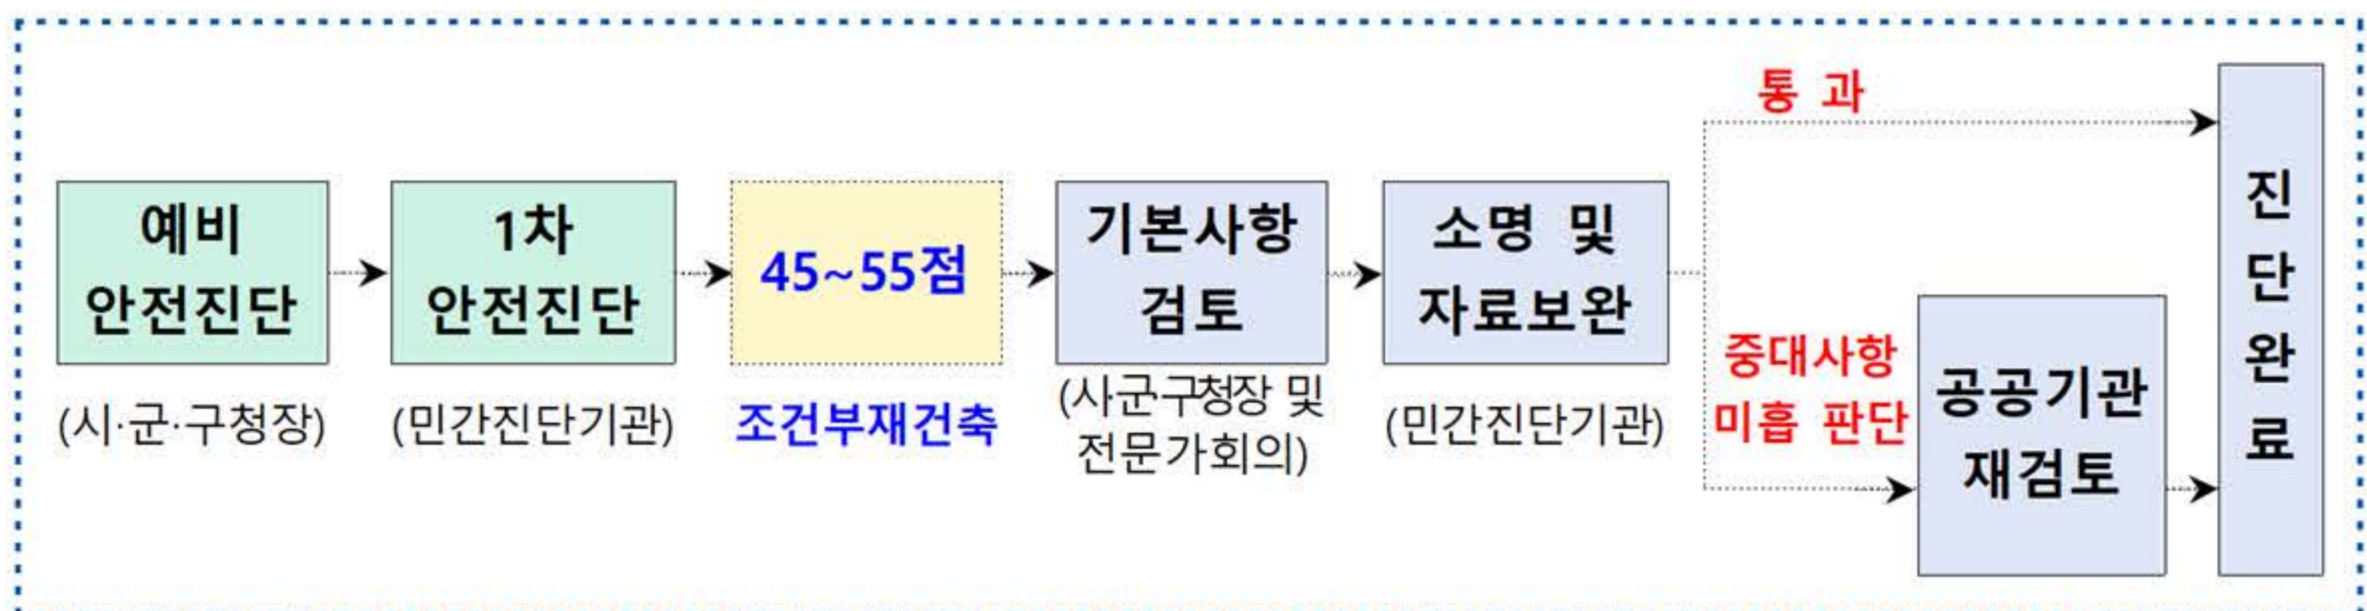 예비
안전진단
(시·군·구청장)
1차
안전진단
(민간진단기관)
45~55점
조건부재건축
기본사항
검토
(시군구청장 및
전문가회의)
소명 및
자료보완
(민간진단기관)
통 과
중대사항
미흡 판단
공공기관
재검토
진
단
완
료